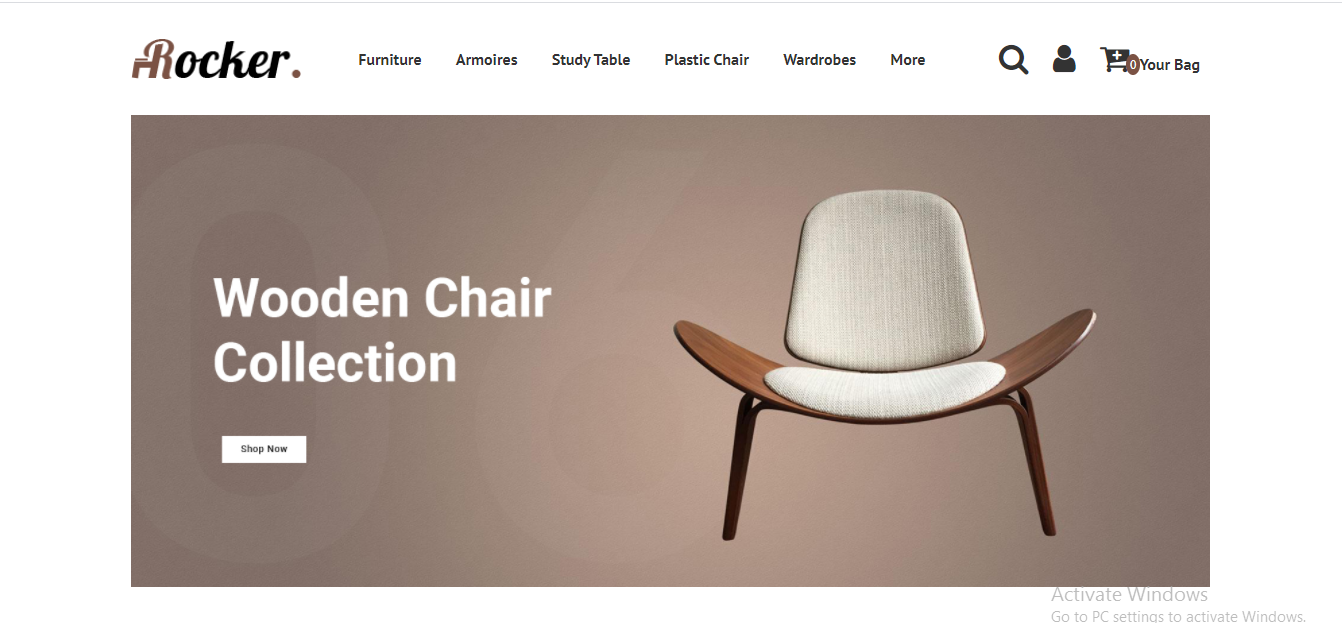 Rocker.
Furniture Armoires Study Table Plastic Chair Wardrobes More
0 Your Bag
06
Wooden Chair
Collection
Shop Now
Activate Windows
Go to PC settings to activate Windows.